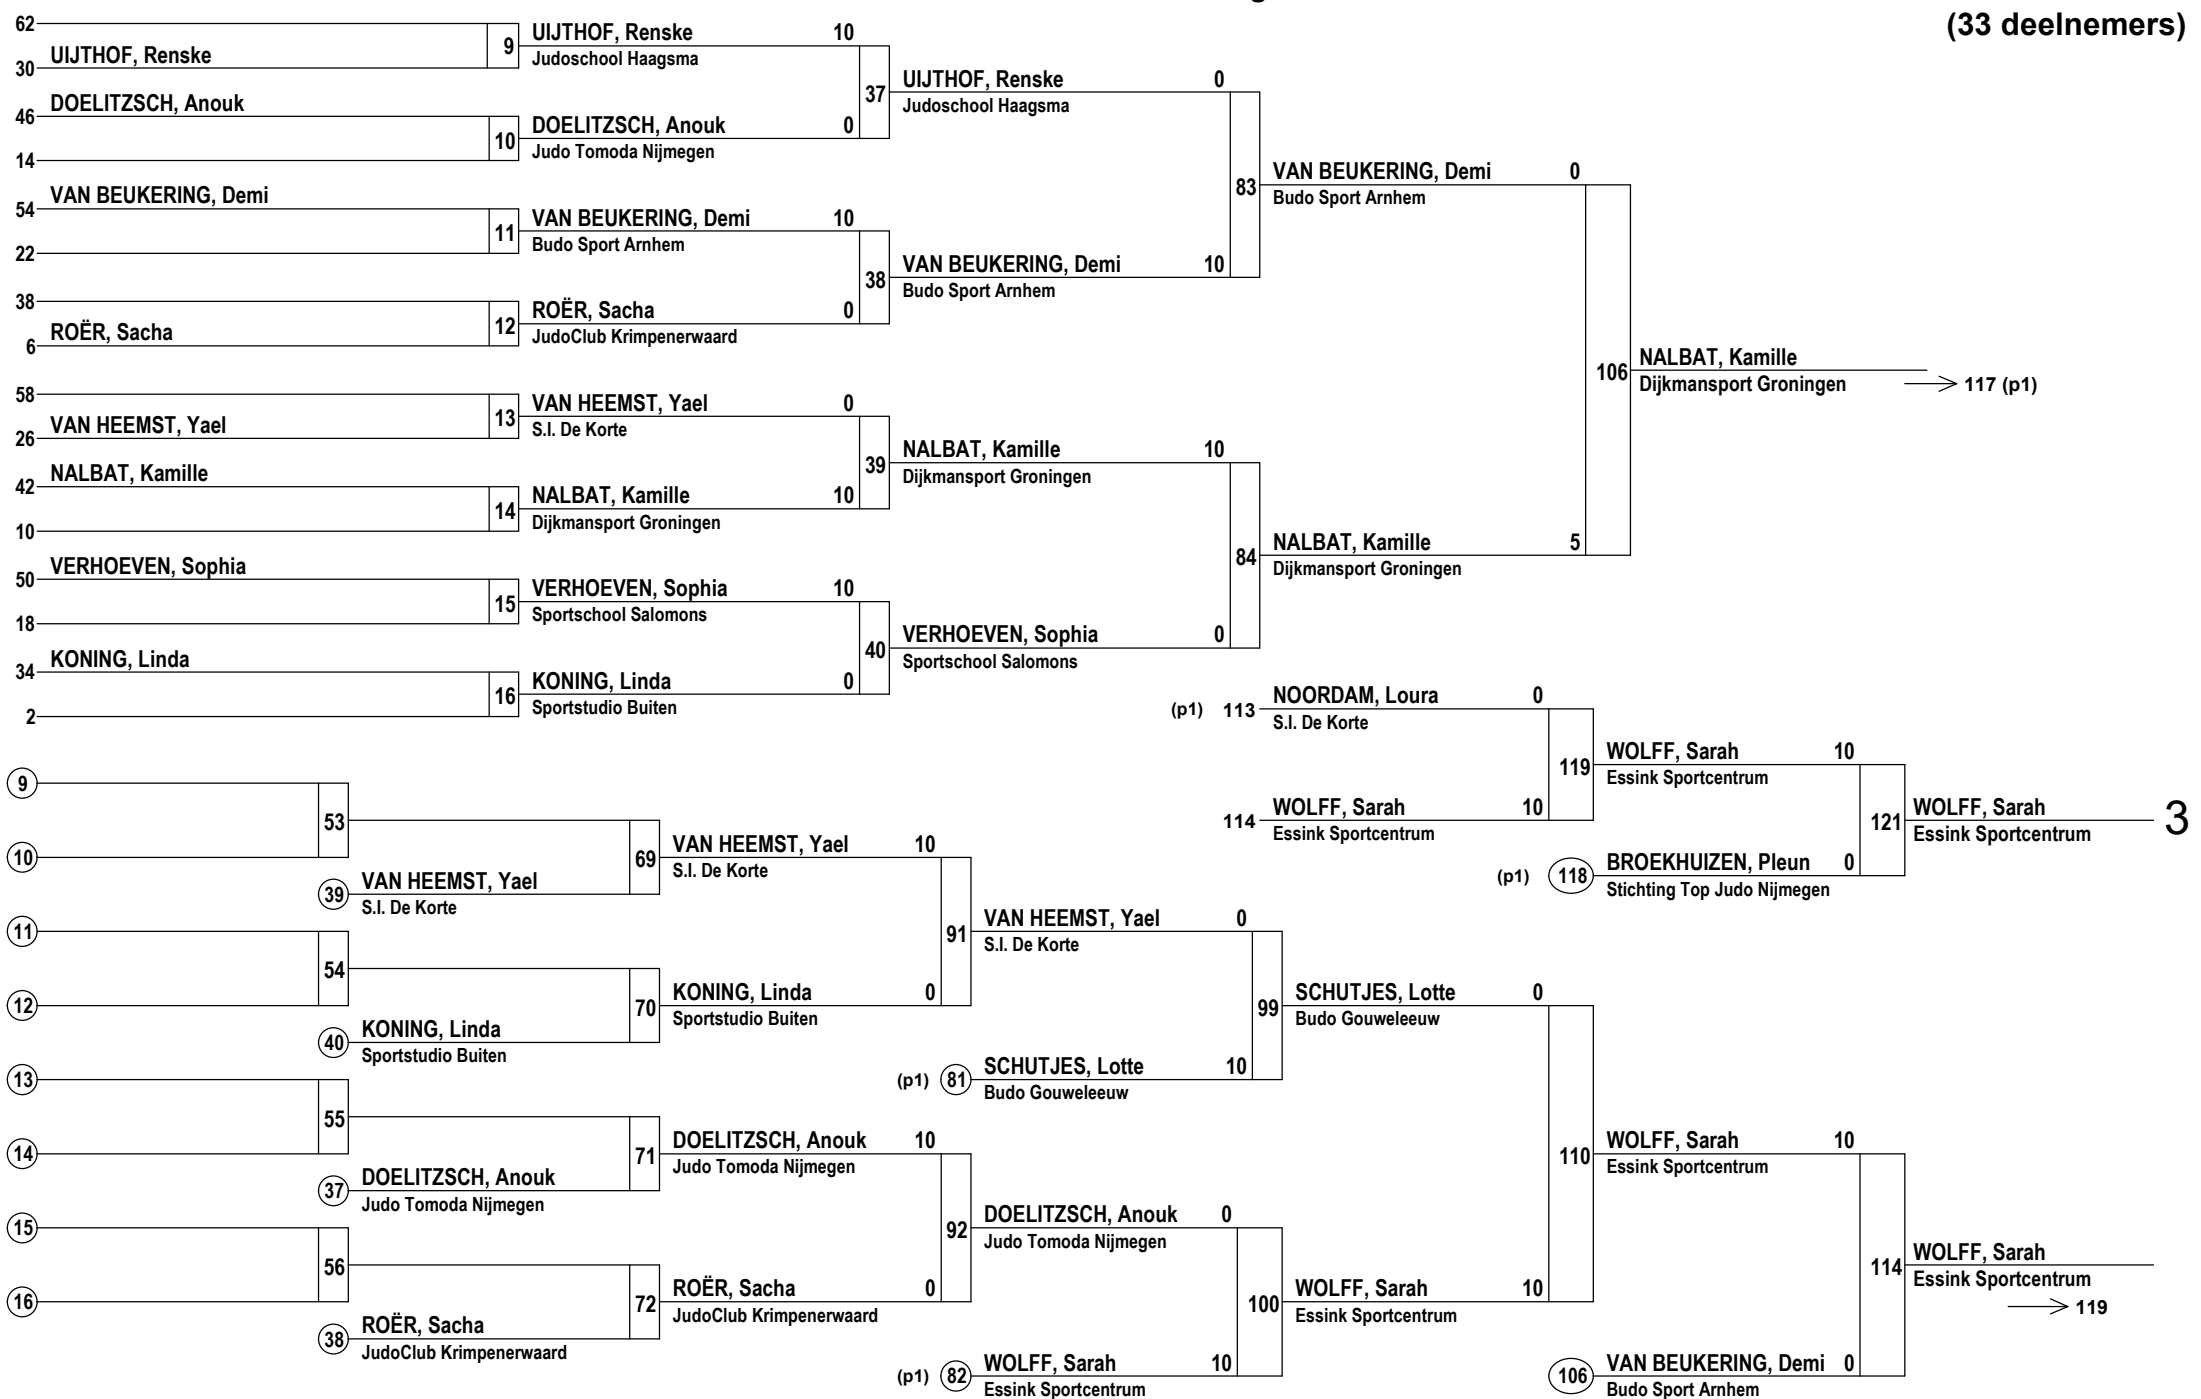 (33 deelnemers)
62
UIJTHOF, Renske
30
9
UIJTHOF, Renske 10
Judoschool Haagsma
DOELITZSCH, Anouk
46
14
10
DOELITZSCH, Anouk 0
Judo Tomoda Nijmegen
37
UIJTHOF, Renske 0
Judoschool Haagsma
VAN BEUKERING, Demi
54
22
11
VAN BEUKERING, Demi 10
Budo Sport Arnhem
38
ROËR, Sacha
6
12
ROËR, Sacha 0
JudoClub Krimpenerwaard
38
VAN BEUKERING, Demi 10
Budo Sport Arnhem
83
VAN BEUKERING, Demi 0
Budo Sport Arnhem
58
VAN HEEMST, Yael
26
13
VAN HEEMST, Yael 0
S.I. De Korte
NALBAT, Kamille
42
10
14
NALBAT, Kamille 10
Dijkmansport Groningen
39
NALBAT, Kamille 10
Dijkmansport Groningen
VERHOEVEN, Sophia
50
18
15
VERHOEVEN, Sophia 10
Sportschool Salomons
KONING, Linda
34
2
16
KONING, Linda 0
Sportstudio Buiten
40
VERHOEVEN, Sophia 0
Sportschool Salomons
84
NALBAT, Kamille 5
Dijkmansport Groningen
106
NALBAT, Kamille
Dijkmansport Groningen
117 (p1)
(p1) 113
NOORDAM, Loura 0
S.I. De Korte
114
WOLFF, Sarah 10
Essink Sportcentrum
119
WOLFF, Sarah 10
Essink Sportcentrum
(p1) 118
BROEKHUIZEN, Pleun 0
Stichting Top Judo Nijmegen
121
WOLFF, Sarah
Essink Sportcentrum
3
9
10
53
39
VAN HEEMST, Yael
S.I. De Korte
69
VAN HEEMST, Yael 10
S.I. De Korte
11
12
54
40
KONING, Linda
Sportstudio Buiten
70
KONING, Linda 0
Sportstudio Buiten
91
VAN HEEMST, Yael 0
S.I. De Korte
(p1) 81
SCHUTJES, Lotte 10
Budo Gouweleeuw
99
SCHUTJES, Lotte 0
Budo Gouweleeuw
13
14
55
37
DOELITZSCH, Anouk
Judo Tomoda Nijmegen
71
DOELITZSCH, Anouk 10
Judo Tomoda Nijmegen
15
16
56
38
ROËR, Sacha
JudoClub Krimpenerwaard
72
ROËR, Sacha 0
JudoClub Krimpenerwaard
92
DOELITZSCH, Anouk 0
Judo Tomoda Nijmegen
(p1) 82
WOLFF, Sarah 10
Essink Sportcentrum
100
WOLFF, Sarah 10
Essink Sportcentrum
110
WOLFF, Sarah 10
Essink Sportcentrum
106
VAN BEUKERING, Demi 0
Budo Sport Arnhem
114
WOLFF, Sarah
Essink Sportcentrum
119